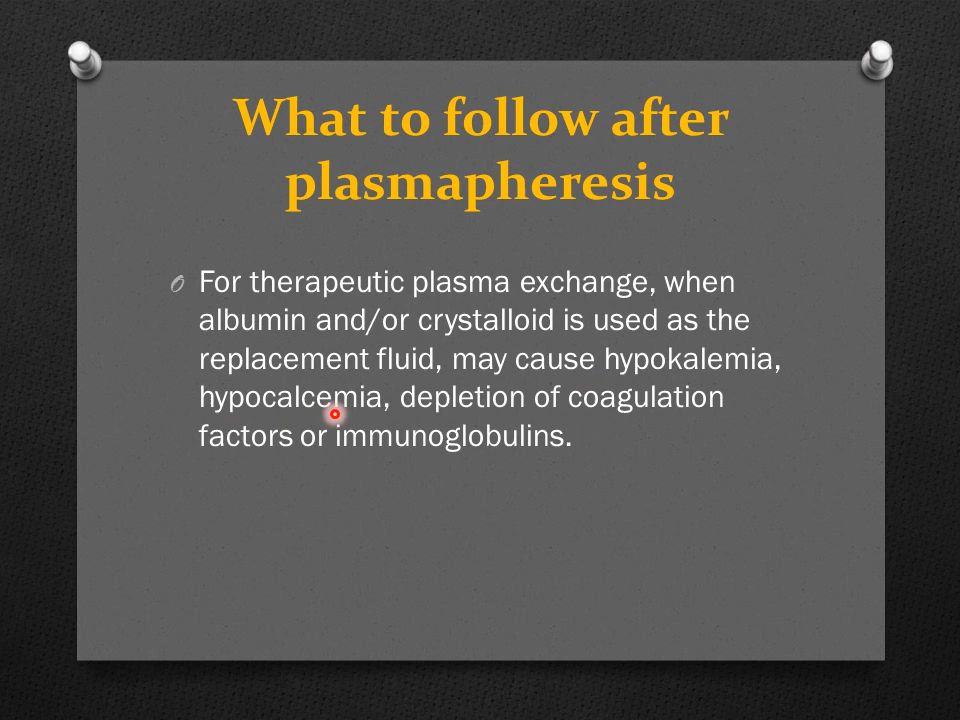 What to follow after
plasmapheresis
For therapeutic plasma exchange, when
albumin and/or crystalloid is used as the
replacement fluid, may cause hypokalemia,
hypocalcemia, depletion of coagulation
factors or immunoglobulins.